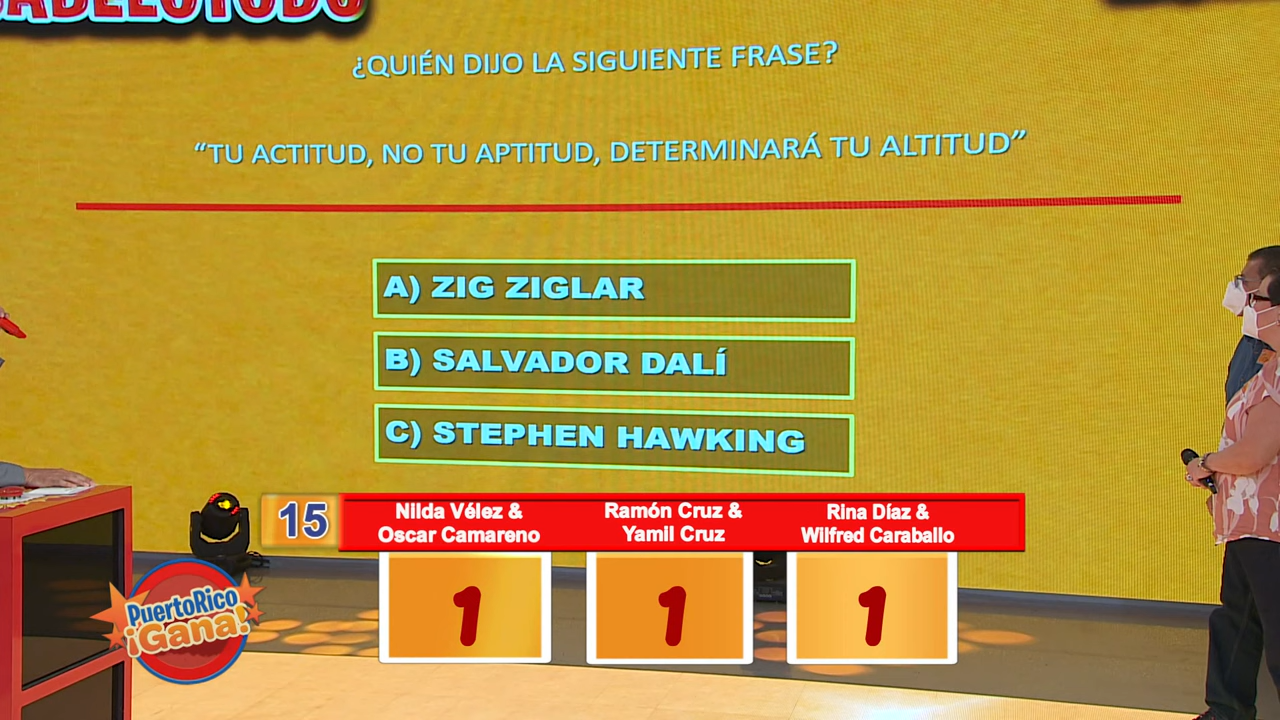 ¿QUIÉN DIJO LA SIGUIENTE FRASE?
“TU ACTITUD, NO TU APTITUD, DETERMINARÁ TU ALTITUD”
A) ZIG ZIGLAR
B) SALVADOR DALÍ
C) STEPHEN HAWKING
15
Nilda Vélez &
Oscar Camareno
Ramón Cruz &
Yamil Cruz
Rina Díaz &
Wilfred Caraballo
1 1 1
PuertoRico
¡Gana!